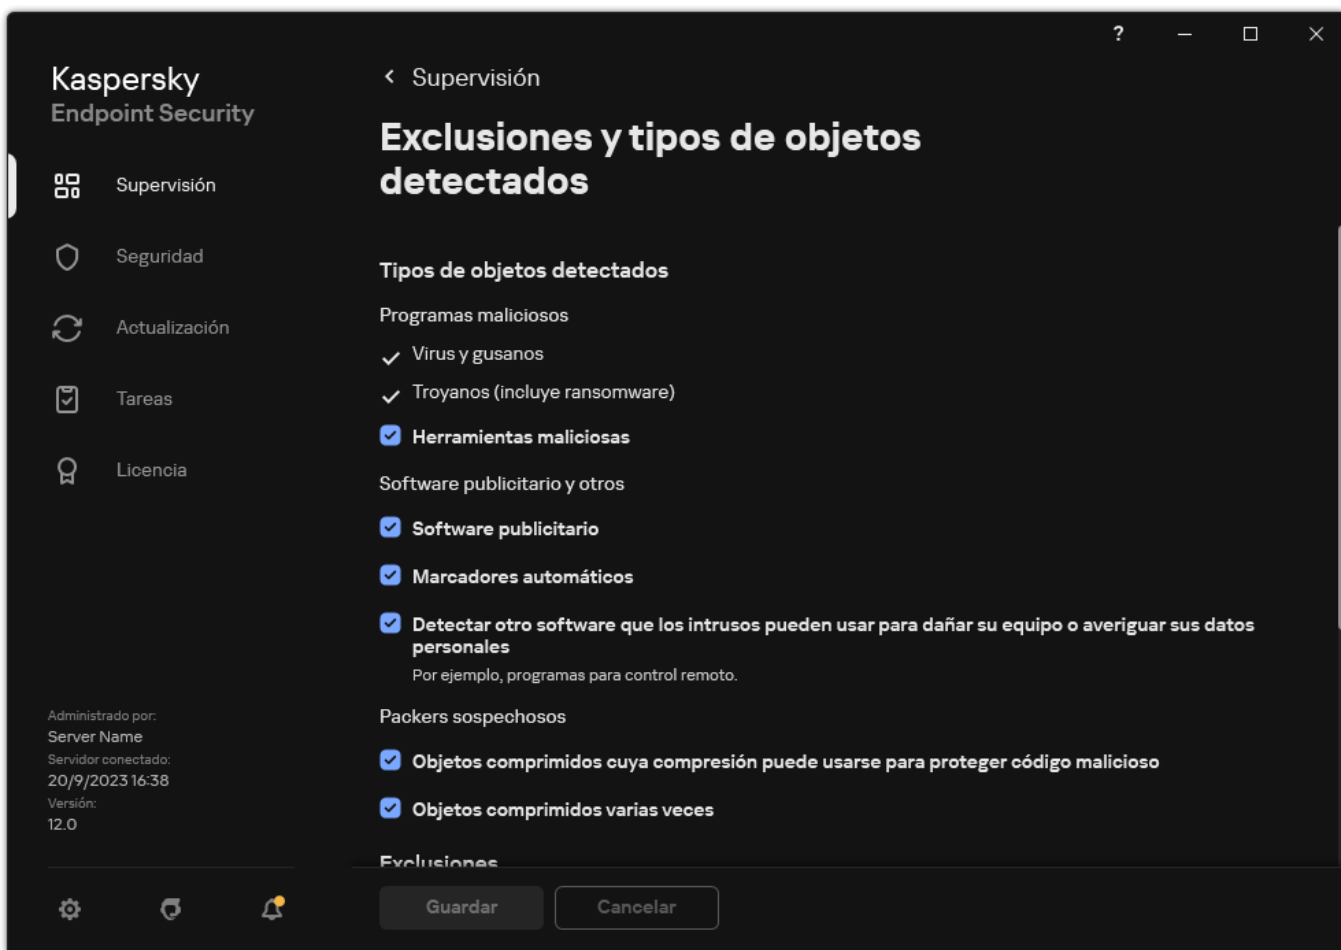 ?
Kaspersky
Endpoint Security
Supervisión
Seguridad
Actualización
Tareas
Licencia
Administrado por:
Server Name
Servidor conectado:
20/9/2023 16:38
Versión:
12.0
Supervisión
Exclusiones y tipos de objetos
detectados
Tipos de objetos detectados
Programas maliciosos
Virus y gusanos
Troyanos (incluye ransomware)
Herramientas maliciosas
Software publicitario y otros
Software publicitario
Marcadores automáticos
Detectar otro software que los intrusos pueden usar para dañar su equipo o averiguar sus datos
personales
Por ejemplo, programas para control remoto.
Packers sospechosos
Objetos comprimidos cuya compresión puede usarse para proteger código malicioso
Objetos comprimidos varias veces
Exclusiones
Guardar
Cancelar